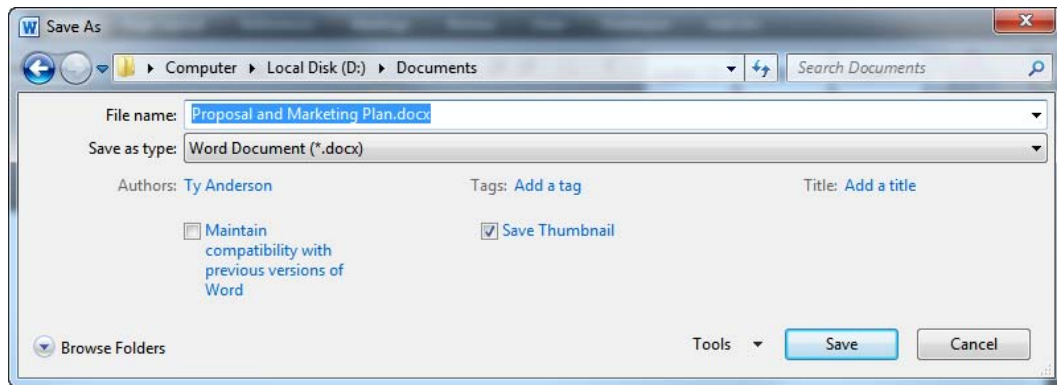 Save As
Computer Local Disk (D:) Documents Search Documents
File name: Proposal and Marketing Plan.docx
Save as type: Word Document (*.docx)
Authors: Ty Anderson Tags: Add a tag Title: Add a title
Maintain Save Thumbnail
compatibility with
previous versions of
Word
Browse Folders Tools Save Cancel